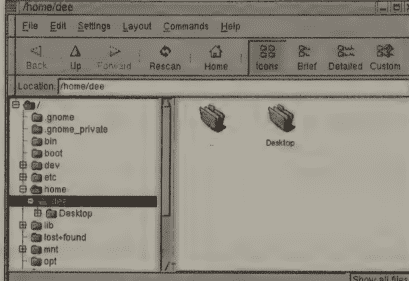 /home/dee
File Edit Settings Layout Commands Help
Back Up Forward Rescan Home Icons Brief Detailed Custom
Location: /home/dee
/
.gnome
.gnome_private
bin
boot
dev
etc
home
dee
Desktop
lib
lost+found
mnt
opt
..
Desktop
Show all files